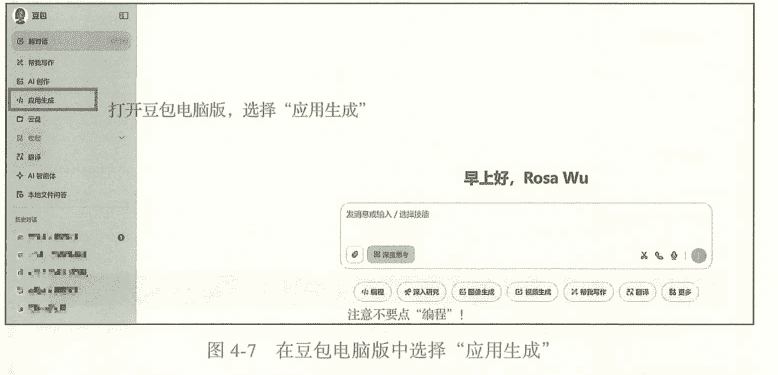 豆包
新对话
帮我写作
AI 创作
应用生成
打开豆包电脑版，选择“应用生成”
云盘
收起
翻译
AI 智能体
本地文件问答
历史对话
早上好，Rosa Wu
发消息或输入 / 选择技能
深度思考
编程 深入研究 图像生成 视频生成 帮我写作 翻译 更多
注意不要点“编程”！
图 4-7 在豆包电脑版中选择“应用生成”